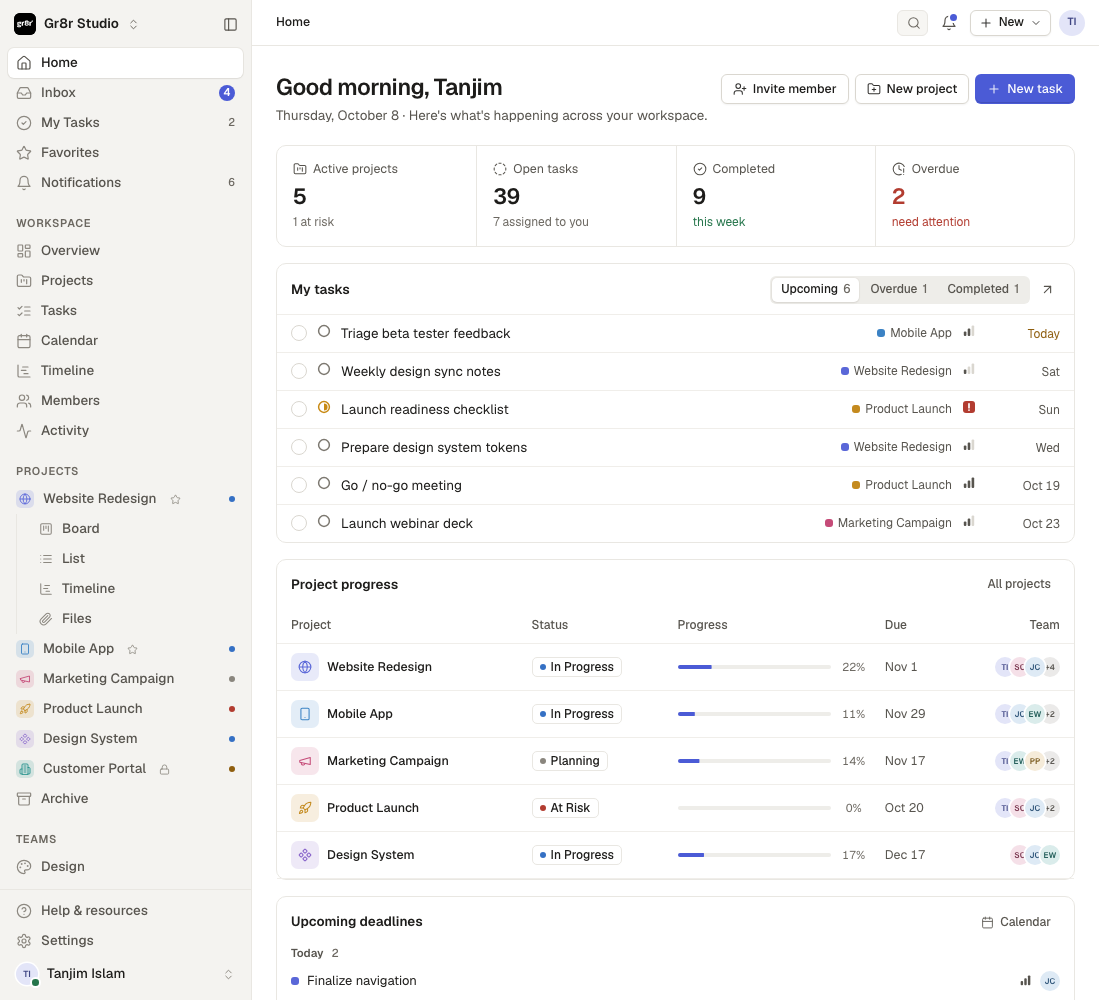 gr8r Gr8r Studio
Home
Inbox 4
My Tasks 2
Favorites
Notifications 6
WORKSPACE
Overview
Projects
Tasks
Calendar
Timeline
Members
Activity
PROJECTS
Website Redesign
Board
List
Timeline
Files
Mobile App
Marketing Campaign
Product Launch
Design System
Customer Portal
Archive
TEAMS
Design
Help & resources
Settings
TI Tanjim Islam
Home
New
TI
Good morning, Tanjim
Invite member
New project
New task
Thursday, October 8 · Here's what's happening across your workspace.
Active projects
5
1 at risk
Open tasks
39
7 assigned to you
Completed
9
this week
Overdue
2
need attention
My tasks
Upcoming 6
Overdue 1
Completed 1
Triage beta tester feedback Mobile App Today
Weekly design sync notes Website Redesign Sat
Launch readiness checklist Product Launch ! Sun
Prepare design system tokens Website Redesign Wed
Go / no-go meeting Product Launch Oct 19
Launch webinar deck Marketing Campaign Oct 23
Project progress All projects
Project Status Progress Due Team
Website Redesign In Progress 22% Nov 1 TI SC JC +4
Mobile App In Progress 11% Nov 29 TI JC EW +2
Marketing Campaign Planning 14% Nov 17 TI EW PP +2
Product Launch At Risk 0% Oct 20 TI SC JC +2
Design System In Progress 17% Dec 17 SC JC EW
Upcoming deadlines Calendar
Today 2
Finalize navigation JC